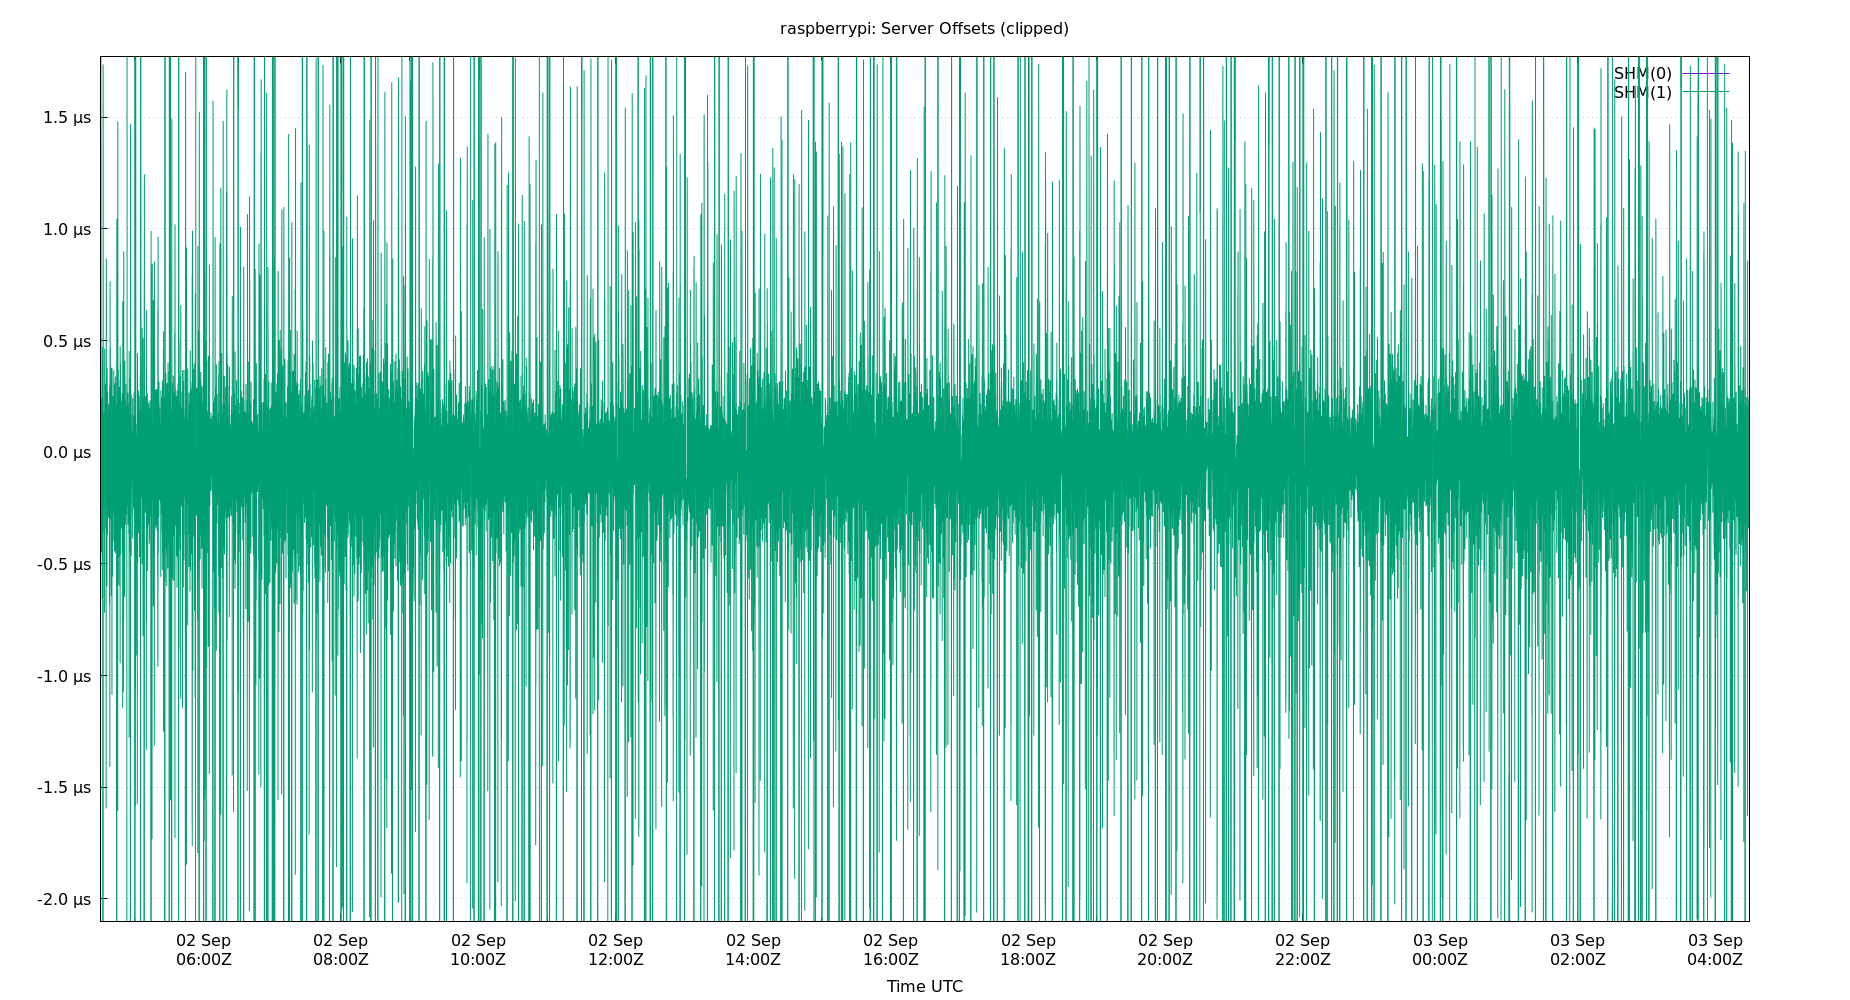 raspberrypi: Server Offsets (clipped)
SHM(0)
SHM(1)
1.5 µs
1.0 µs
0.5 µs
0.0 µs
-0.5 µs
-1.0 µs
-1.5 µs
-2.0 µs
02 Sep 02 Sep 02 Sep 02 Sep 02 Sep 02 Sep 02 Sep 02 Sep 02 Sep 03 Sep 03 Sep 03 Sep
06:00Z 08:00Z 10:00Z 12:00Z 14:00Z 16:00Z 18:00Z 20:00Z 22:00Z 00:00Z 02:00Z 04:00Z
Time UTC